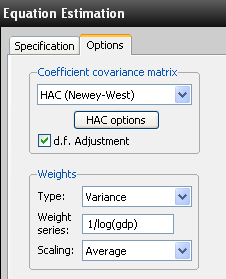 Equation Estimation
Specification Options
Coefficient covariance matrix
HAC (Newey-West)
HAC options
d.f. Adjustment
Weights
Type: Variance
Weight series: 1/log(gdp)
Scaling: Average